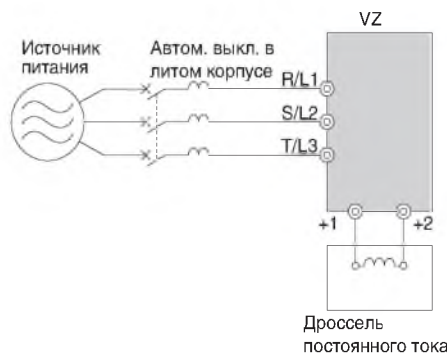 VZ
Источник
питания
Автом. выкл. в
литом корпусе
R/L1
S/L2
T/L3
+1
+2
Дроссель
постоянного тока